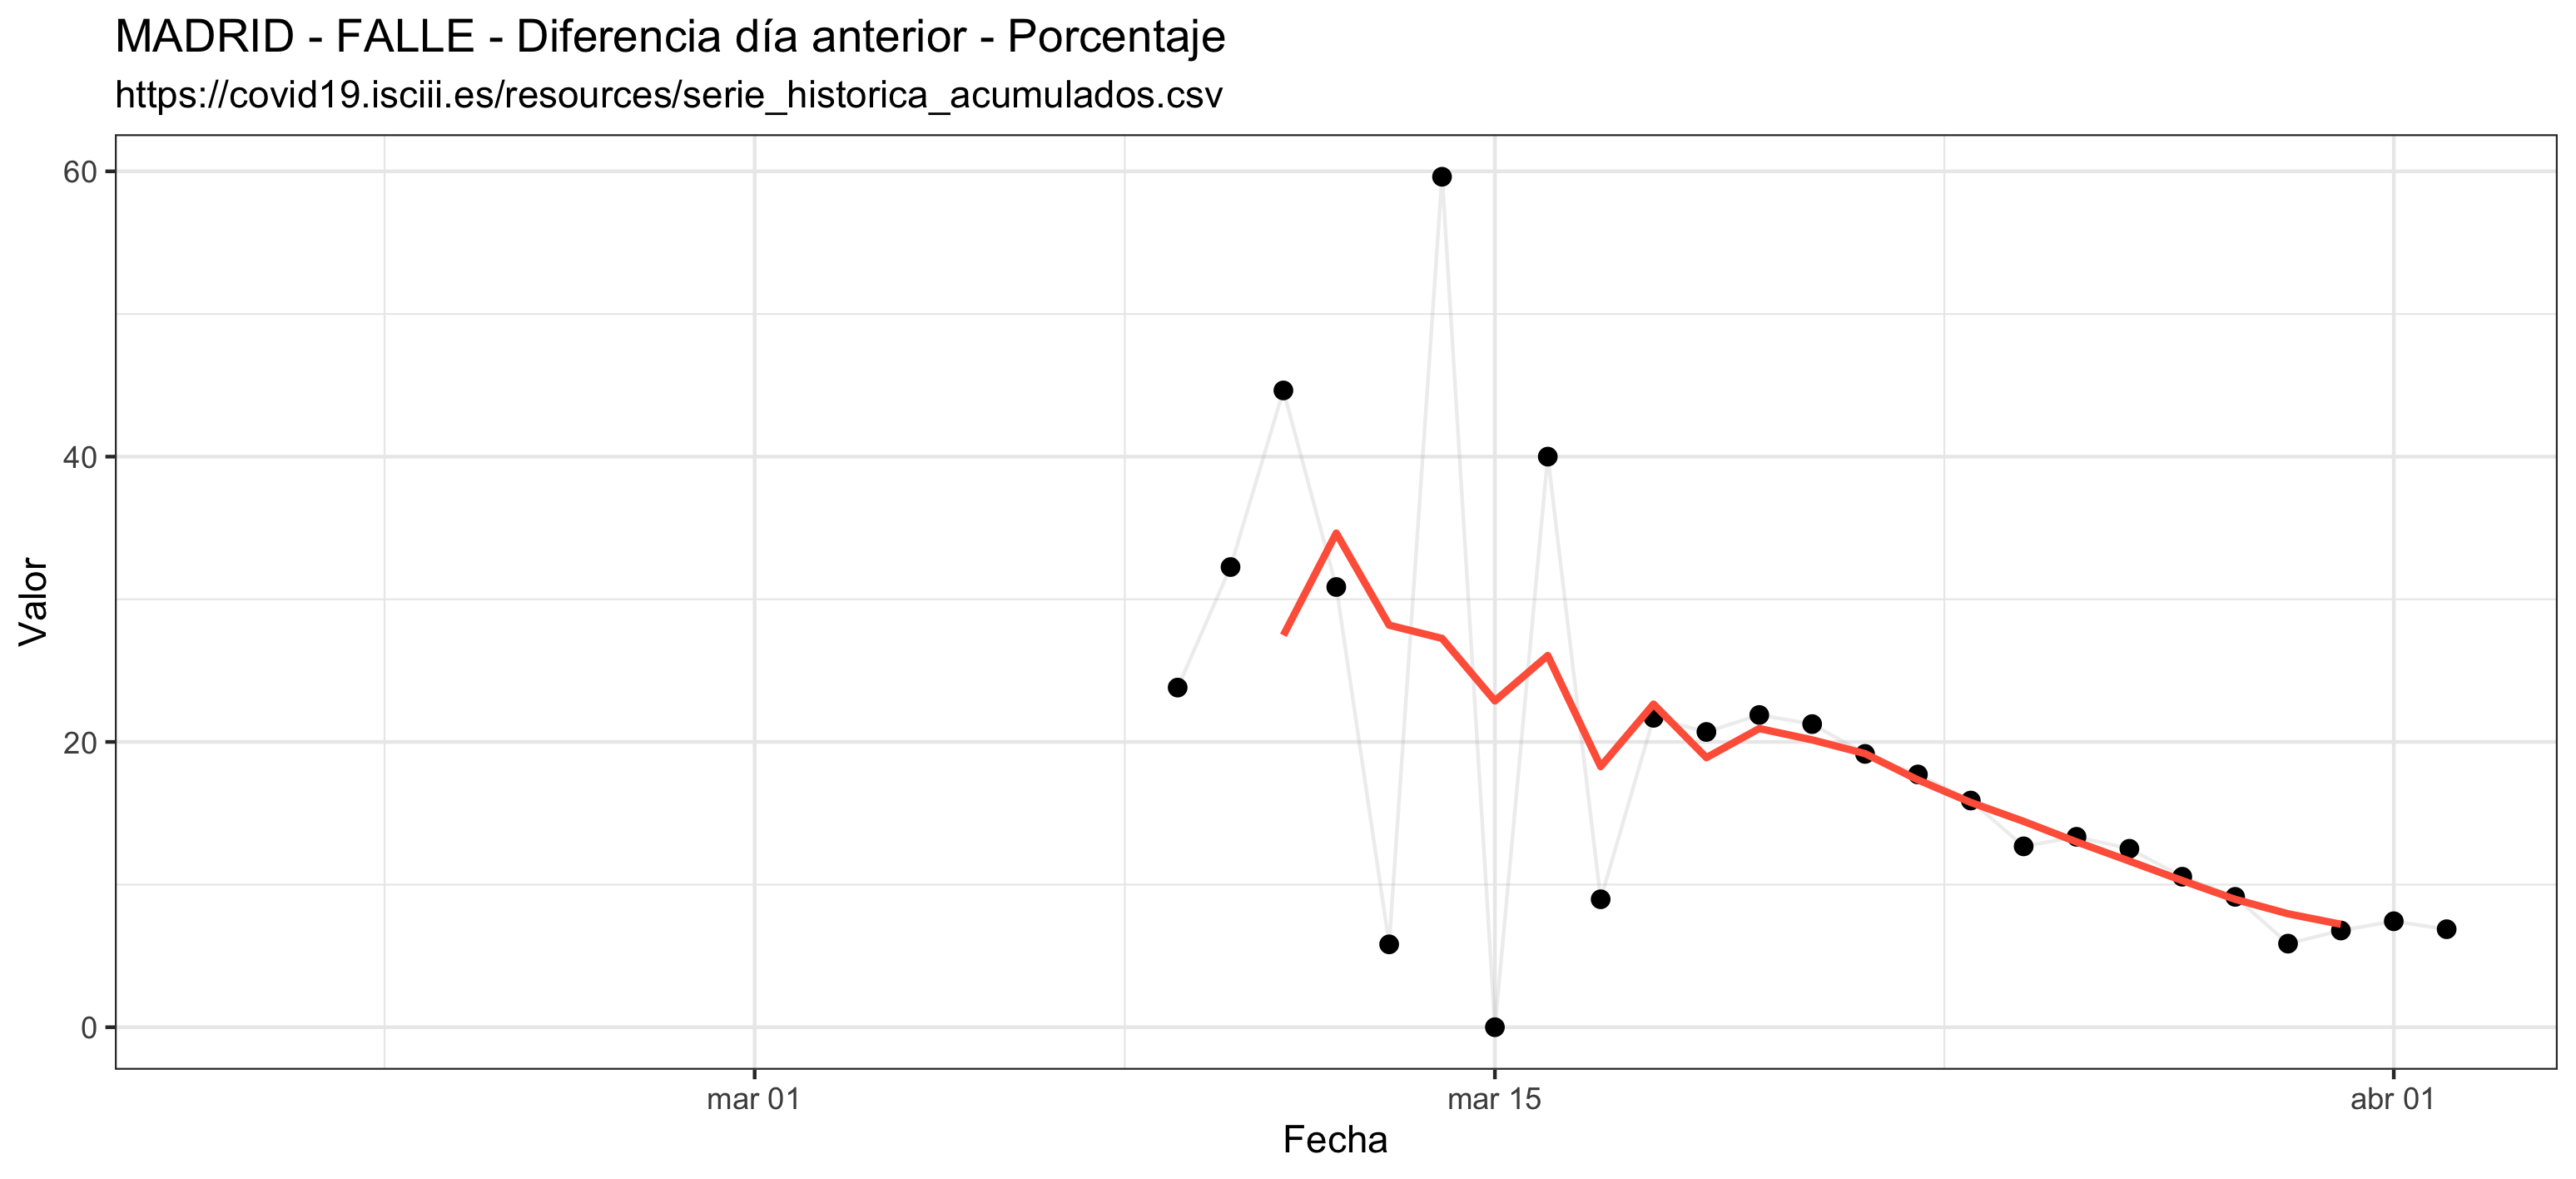 MADRID - FALLE - Diferencia día anterior - Porcentaje
https://covid19.isciii.es/resources/serie_historica_acumulados.csv
60
40
20
0
Valor
mar 01
mar 15
abr 01
Fecha